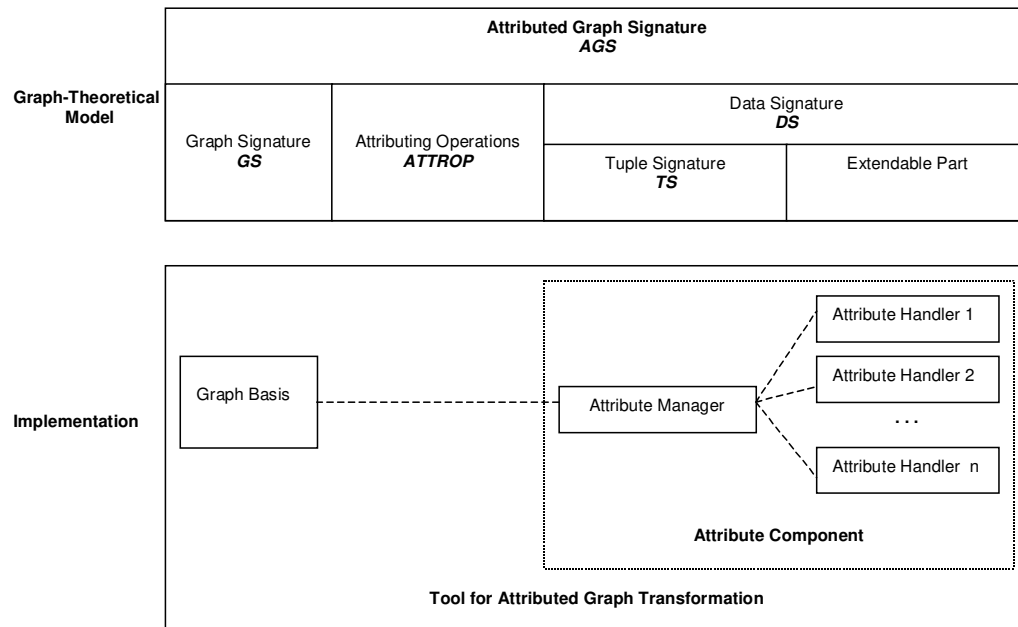 Attributed Graph Signature
AGS
Graph-Theoretical
Model
Graph Signature
GS
Attributing Operations
ATTROP
Data Signature
DS
Tuple Signature
TS
Extendable Part
Implementation
Graph Basis
Attribute Manager
Attribute Handler 1
Attribute Handler 2
...
Attribute Handler n
Attribute Component
Tool for Attributed Graph Transformation